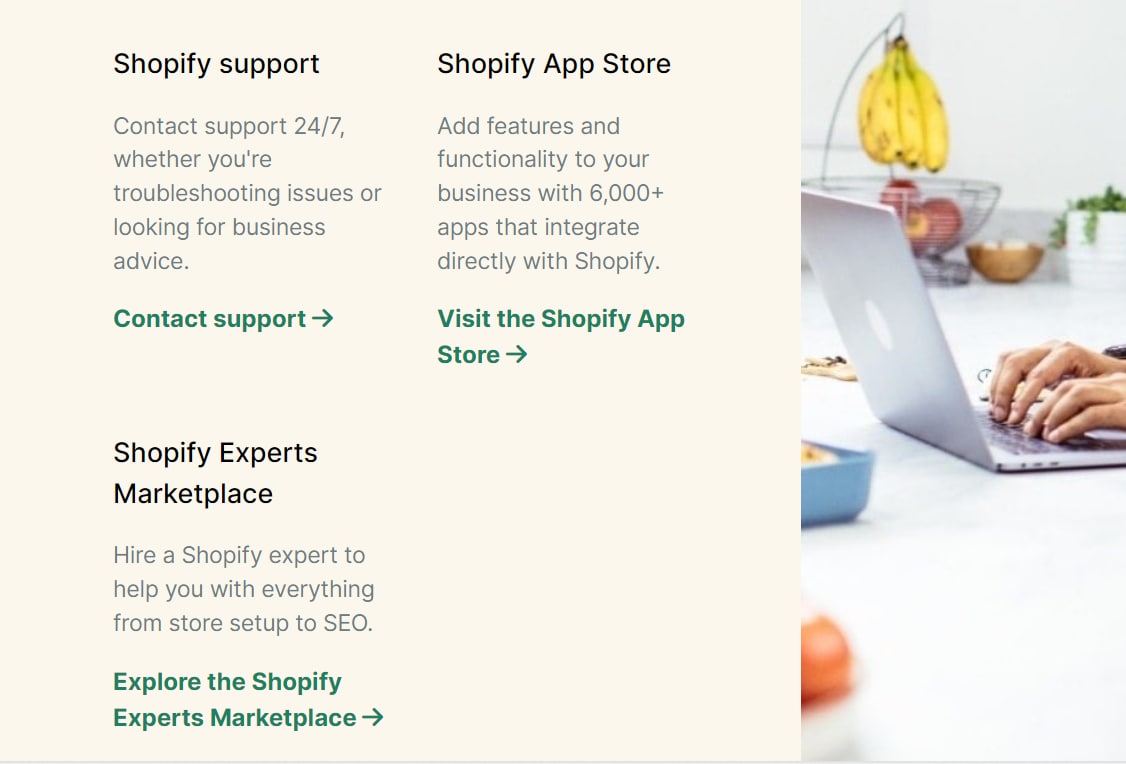 Shopify support
Contact support 24/7,
whether you're
troubleshooting issues or
looking for business
advice.
Contact support →
Shopify App Store
Add features and
functionality to your
business with 6,000+
apps that integrate
directly with Shopify.
Visit the Shopify App
Store →
Shopify Experts
Marketplace
Hire a Shopify expert to
help you with everything
from store setup to SEO.
Explore the Shopify
Experts Marketplace →